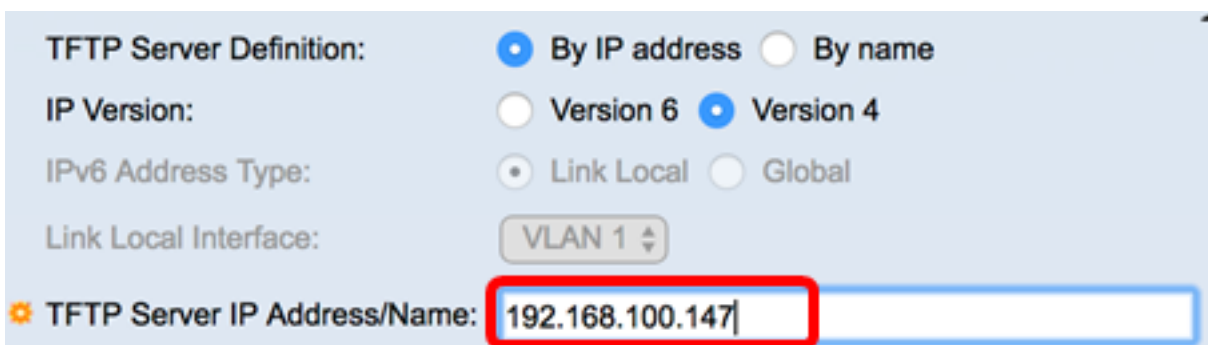 TFTP Server Definition: By IP address By name
IP Version: Version 6 Version 4
IPv6 Address Type: Link Local Global
Link Local Interface: VLAN 1
TFTP Server IP Address/Name: 192.168.100.147